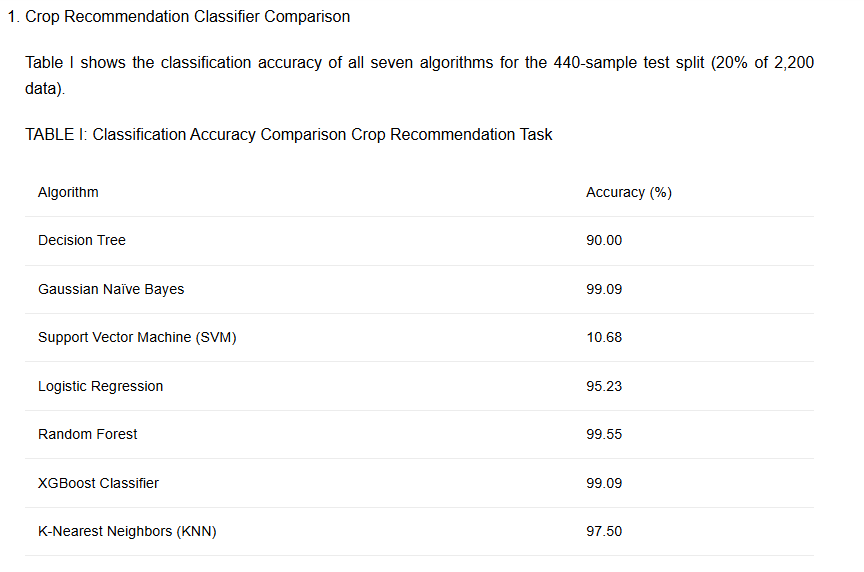 1. Crop Recommendation Classifier Comparison
Table I shows the classification accuracy of all seven algorithms for the 440-sample test split (20% of 2,200
data).
TABLE I: Classification Accuracy Comparison Crop Recommendation Task
Algorithm Accuracy (%)
Decision Tree 90.00
Gaussian Naïve Bayes 99.09
Support Vector Machine (SVM) 10.68
Logistic Regression 95.23
Random Forest 99.55
XGBoost Classifier 99.09
K-Nearest Neighbors (KNN) 97.50